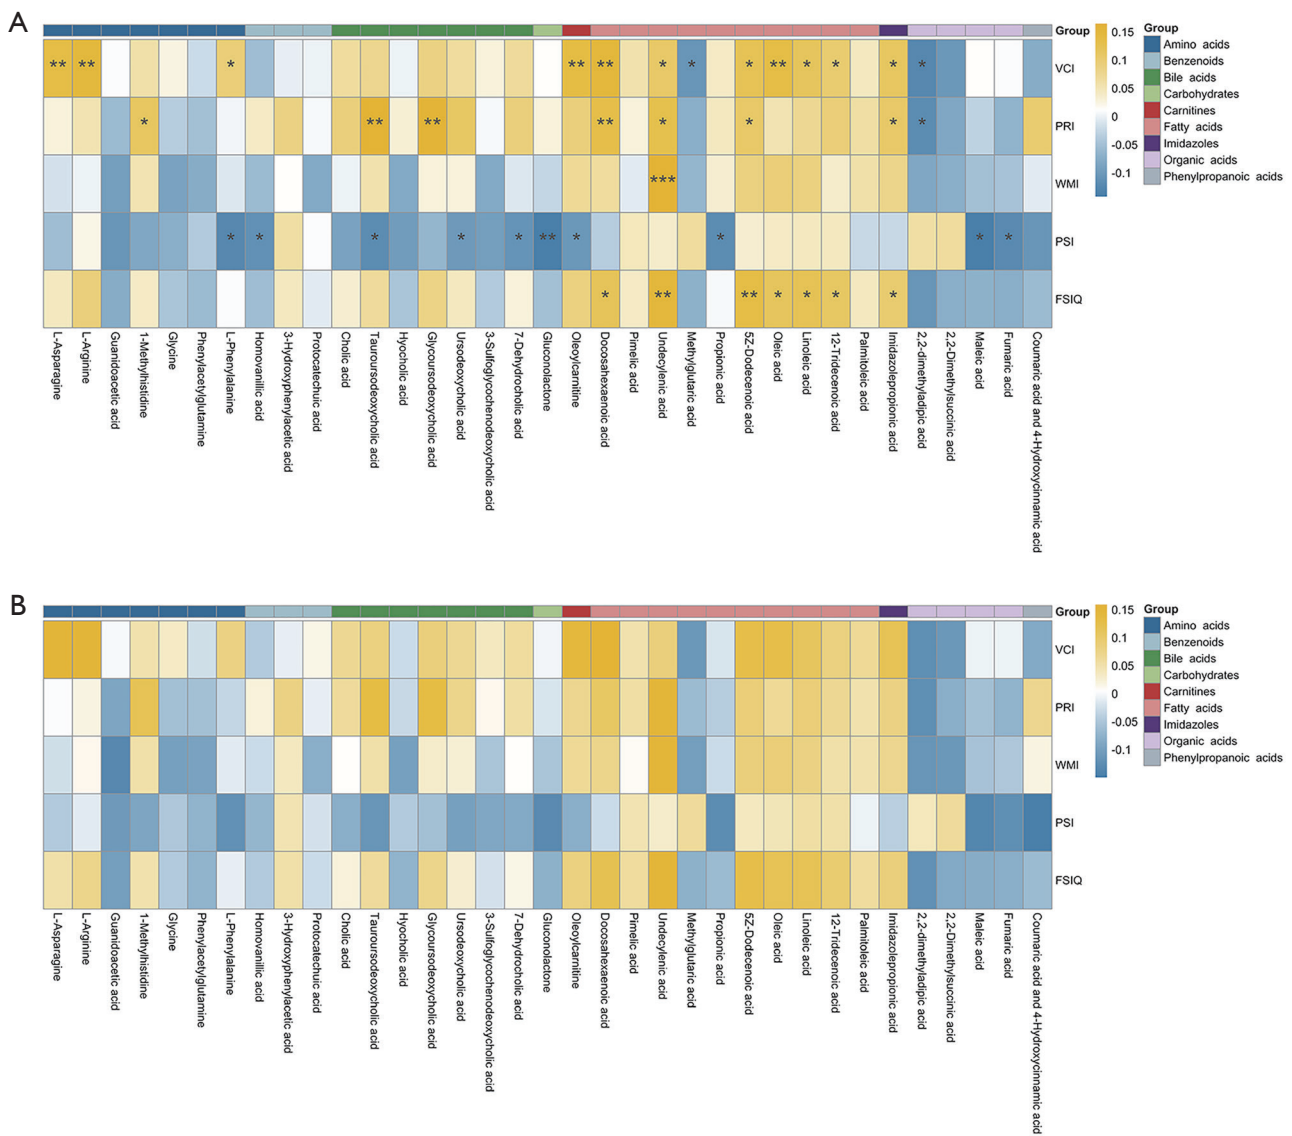 A
Group
VCI
** ** * ** ** * * * ** * * * *
PRI
* ** ** ** * * * *
WMI
***
PSI
* * * * * ** * * * *
FSIQ
* ** ** * * * *
L-Asparagine
L-Arginine
Guanidoacetic acid
1-Methylhistidine
Glycine
Phenylacetylglutamine
L-Phenylalanine
Homovanillic acid
3-Hydroxyphenylacetic acid
Protocatechuic acid
Cholic acid
Tauroursodeoxycholic acid
Hyocholic acid
Glycoursodeoxycholic acid
Ursodeoxycholic acid
3-Sulfoglycochenodeoxycholic acid
7-Dehydrocholic acid
Gluconolactone
Oleoylcarnitine
Docosahexaenoic acid
Pimelic acid
Undecylenic acid
Methylglutaric acid
Propionic acid
5Z-Dodecenoic acid
Oleic acid
Linoleic acid
12-Tridecenoic acid
Palmitoleic acid
Imidazolepropionic acid
2,2-dimethyladipic acid
2,2-Dimethylsuccinic acid
Maleic acid
Fumaric acid
Coumaric acid and 4-Hydroxycinnamic acid
0.15
0.1
0.05
0
-0.05
-0.1
Group
Amino acids
Benzenoids
Bile acids
Carbohydrates
Carnitines
Fatty acids
Imidazoles
Organic acids
Phenylpropanoic acids
B
Group
VCI
PRI
WMI
PSI
FSIQ
L-Asparagine
L-Arginine
Guanidoacetic acid
1-Methylhistidine
Glycine
Phenylacetylglutamine
L-Phenylalanine
Homovanillic acid
3-Hydroxyphenylacetic acid
Protocatechuic acid
Cholic acid
Tauroursodeoxycholic acid
Hyocholic acid
Glycoursodeoxycholic acid
Ursodeoxycholic acid
3-Sulfoglycochenodeoxycholic acid
7-Dehydrocholic acid
Gluconolactone
Oleoylcarnitine
Docosahexaenoic acid
Pimelic acid
Undecylenic acid
Methylglutaric acid
Propionic acid
5Z-Dodecenoic acid
Oleic acid
Linoleic acid
12-Tridecenoic acid
Palmitoleic acid
Imidazolepropionic acid
2,2-dimethyladipic acid
2,2-Dimethylsuccinic acid
Maleic acid
Fumaric acid
Coumaric acid and 4-Hydroxycinnamic acid
0.15
0.1
0.05
0
-0.05
-0.1
Group
Amino acids
Benzenoids
Bile acids
Carbohydrates
Carnitines
Fatty acids
Imidazoles
Organic acids
Phenylpropanoic acids